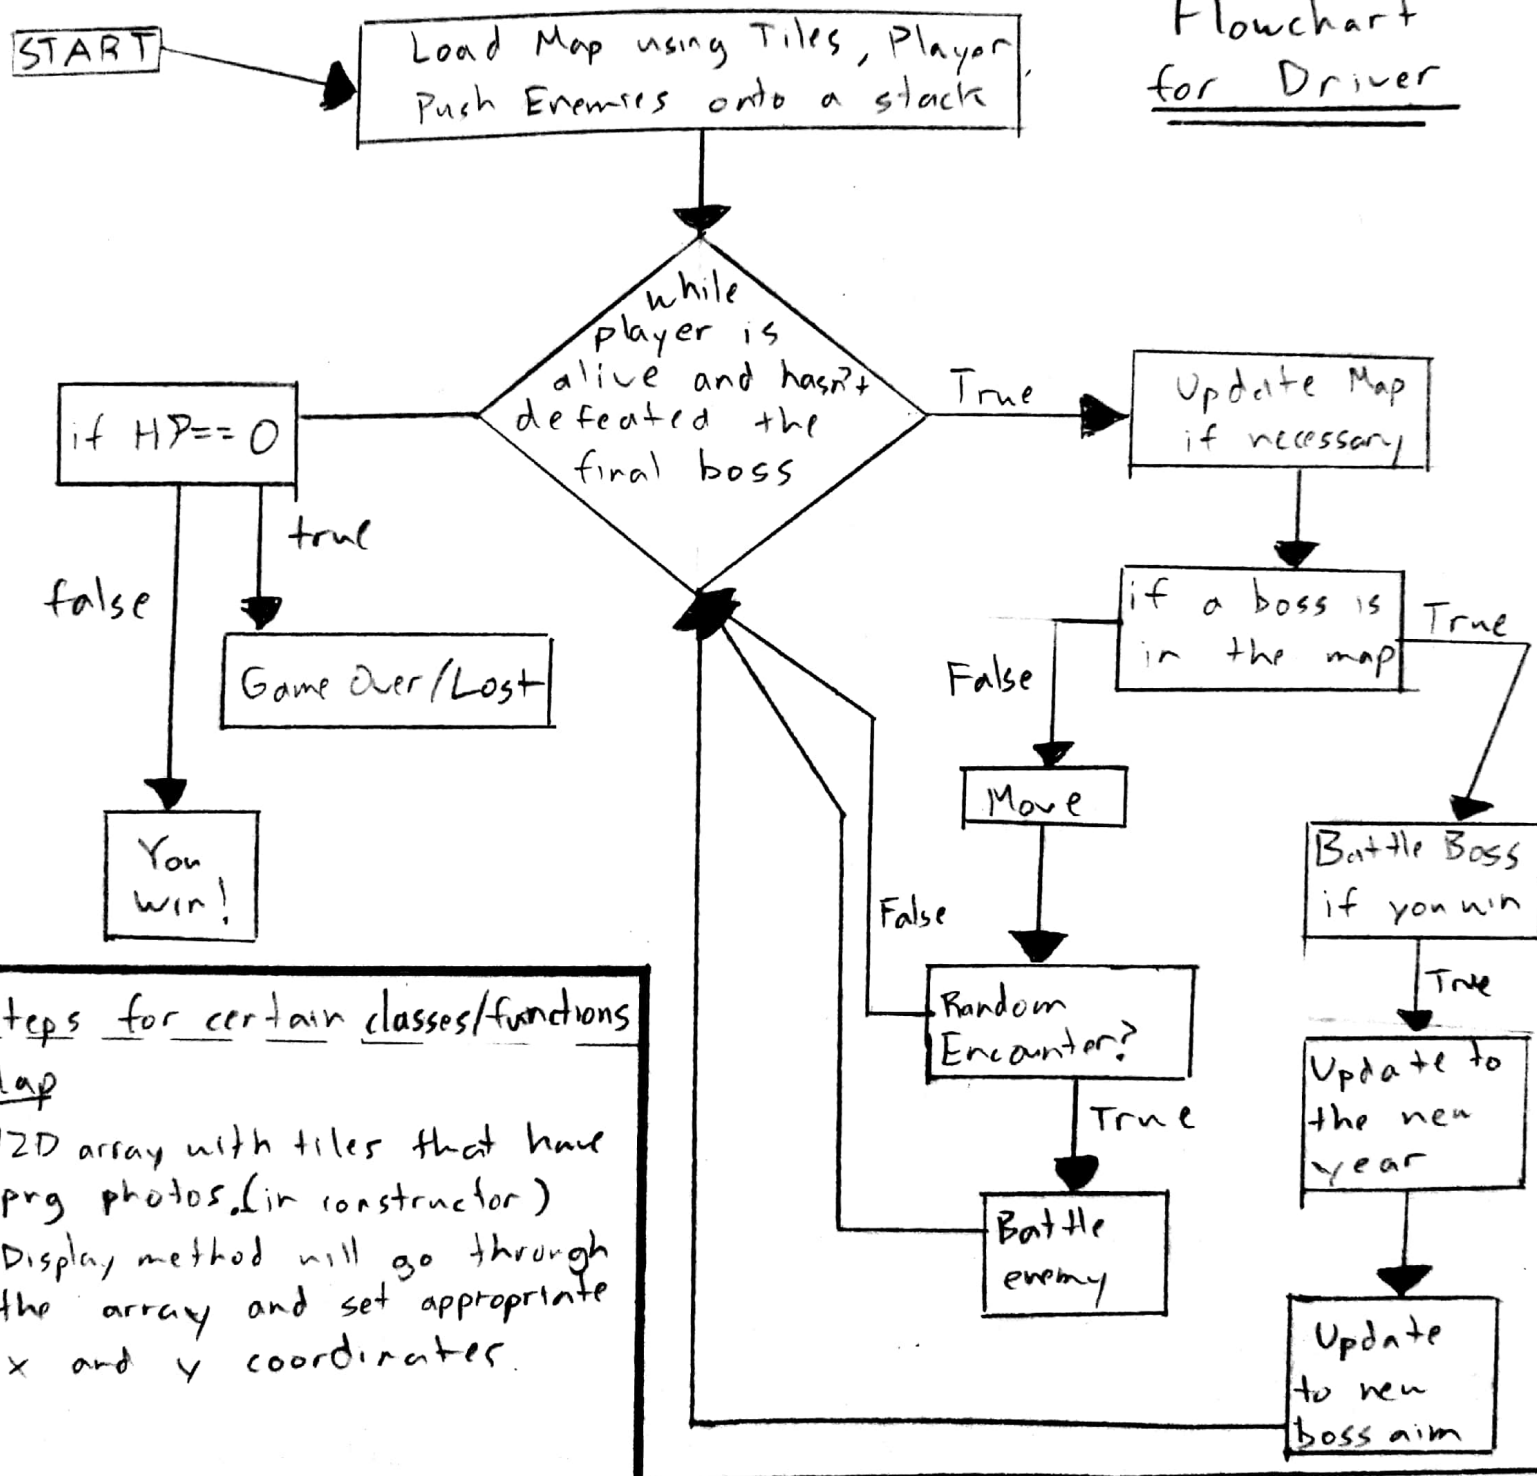 START
Load Map using Tiles, Player,
Push Enemies onto a stack
Flowchart
for Driver
while
player is
alive and hasn't
defeated the
final boss
True
Update Map
if necessary
if HP==0
true
false
Game Over/Lost
You
win!
if a boss is
in the map
True
False
Move
Battle Boss
if you win
True
Update to
the new
year
Update
to new
boss aim
False
Random
Encounter?
True
Battle
enemy
teps for certain classes/functions
ap
2D array with tiles that have
png photos. (in constructor)
Display method will go through
the array and set appropriate
x and y coordinates.